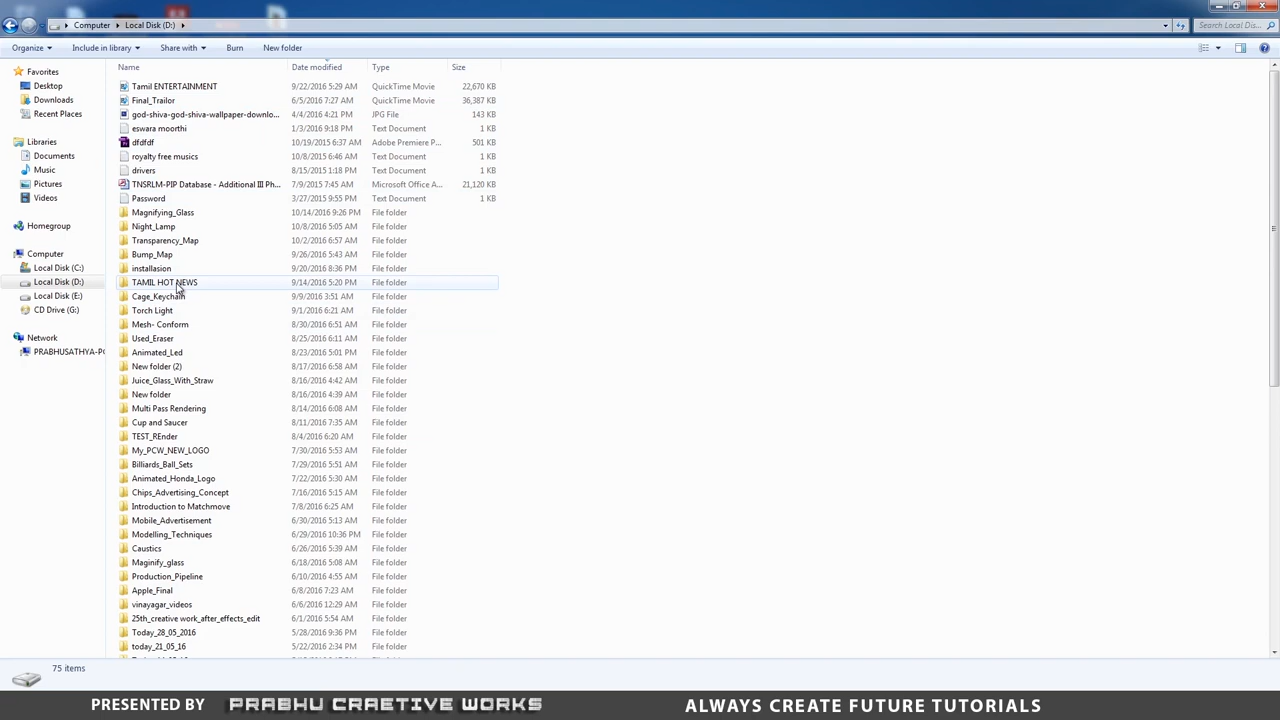 Computer ▸ Local Disk (D:) ▸ Search Local Dis...
Organize Include in library Share with Burn New folder
Name Date modified Type Size
Favorites
Desktop
Downloads
Recent Places
Libraries
Documents
Music
Pictures
Videos
Homegroup
Computer
Local Disk (C:)
Local Disk (D:)
Local Disk (E:)
CD Drive (G:)
Network
PRABHUSATHYA-PC
Tamil ENTERTAINMENT 9/22/2016 5:29 AM QuickTime Movie 22,670 KB
Final_Trailor 6/5/2016 7:27 AM QuickTime Movie 36,387 KB
god-shiva-god-shiva-wallpaper-downlo... 4/4/2016 4:21 PM JPG File 143 KB
eswara moorthi 1/3/2016 9:18 PM Text Document 1 KB
dfdfdf 10/19/2015 6:37 AM Adobe Premiere P... 501 KB
royalty free musics 10/8/2015 6:46 AM Text Document 1 KB
drivers 8/15/2015 1:18 PM Text Document 1 KB
TNSRLM-PIP Database - Additional III Ph... 7/9/2015 7:45 AM Microsoft Office A... 21,120 KB
Password 3/27/2015 9:55 PM Text Document 1 KB
Magnifying_Glass 10/14/2016 9:26 PM File folder
Night_Lamp 10/8/2016 5:05 AM File folder
Transparency_Map 10/2/2016 6:57 AM File folder
Bump_Map 9/26/2016 5:43 AM File folder
installasion 9/20/2016 8:36 PM File folder
TAMIL HOT NEWS 9/14/2016 5:20 PM File folder
Cage_Keychain 9/9/2016 3:51 AM File folder
Torch Light 9/1/2016 6:21 AM File folder
Mesh- Conform 8/30/2016 6:51 AM File folder
Used_Eraser 8/25/2016 6:11 AM File folder
Animated_Led 8/23/2016 5:01 PM File folder
New folder (2) 8/17/2016 6:58 AM File folder
Juice_Glass_With_Straw 8/16/2016 4:42 AM File folder
New folder 8/16/2016 4:39 AM File folder
Multi Pass Rendering 8/14/2016 6:08 AM File folder
Cup and Saucer 8/11/2016 7:35 AM File folder
TEST_REnder 8/4/2016 6:20 AM File folder
My_PCW_NEW_LOGO 7/30/2016 5:53 AM File folder
Billiards_Ball_Sets 7/29/2016 5:51 AM File folder
Animated_Honda_Logo 7/22/2016 5:30 AM File folder
Chips_Advertising_Concept 7/16/2016 5:15 AM File folder
Introduction to Matchmove 7/8/2016 6:25 AM File folder
Mobile_Advertisement 6/30/2016 5:13 AM File folder
Modelling_Techniques 6/29/2016 10:36 PM File folder
Caustics 6/26/2016 5:39 AM File folder
Maginify_glass 6/18/2016 5:08 AM File folder
Production_Pipeline 6/10/2016 4:55 AM File folder
Apple_Final 6/8/2016 7:23 AM File folder
vinayagar_videos 6/6/2016 12:29 AM File folder
25th_creative work_after_effects_edit 6/1/2016 5:54 AM File folder
Today_28_05_2016 5/28/2016 9:36 PM File folder
today_21_05_16 5/22/2016 2:34 PM File folder
75 items
PRESENTED BY PRABHU CRAETIVE WORKS ALWAYS CREATE FUTURE TUTORIALS